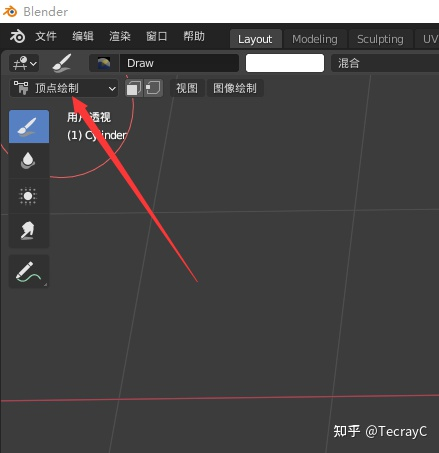 Blender
文件 编辑 渲染 窗口 帮助 Layout Modeling Sculpting UV
Draw 混合
顶点绘制 视图 图像绘制
用户透视
(1) Cylinder
知乎 @TecrayC